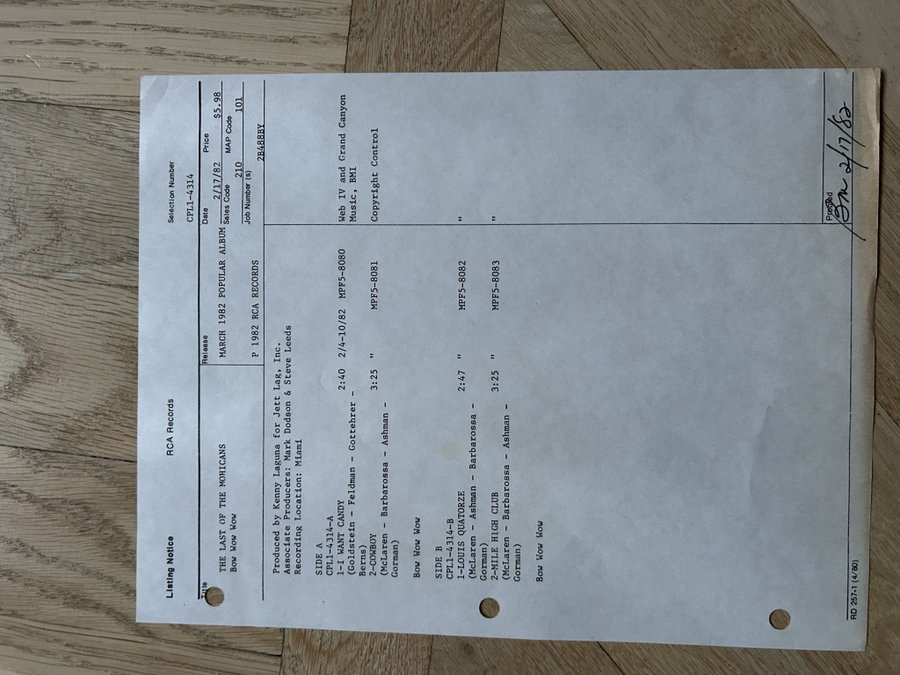 Listing Notice RCA Records Selection Number
CPL1-4314
Title Release Date Price
THE LAST OF THE MOHICANS MARCH 1982 POPULAR ALBUM 2/17/82 $5.98
Bow Wow Wow Sales Code 210 MAP Code 101
P 1982 RCA RECORDS Job Number (s) 2B488BY
Produced by Kenny Laguna for Jett Lag, Inc.
Associate Producers: Mark Dodson & Steve Leeds
Recording Location: Miami
SIDE A
CPL1-4314-A
1-I WANT CANDY 2:40 2/4-10/82 MPF5-8080 Web IV and Grand Canyon
(Goldstein - Feldman - Gottehrer - Music, BMI
Berns)
2-COWBOY 3:25 " MPF5-8081 Copyright Control
(McLaren - Barbarossa - Ashman -
Gorman)
Bow Wow Wow
SIDE B
CPL1-4314-B
1-LOUIS QUATORZE 2:47 " MPF5-8082 "
(McLaren - Ashman - Barbarossa -
Gorman)
2-MILE HIGH CLUB 3:25 " MPF5-8083 "
(McLaren - Barbarossa - Ashman -
Gorman)
Bow Wow Wow
2/17/82
RD 257-1 (4/80)